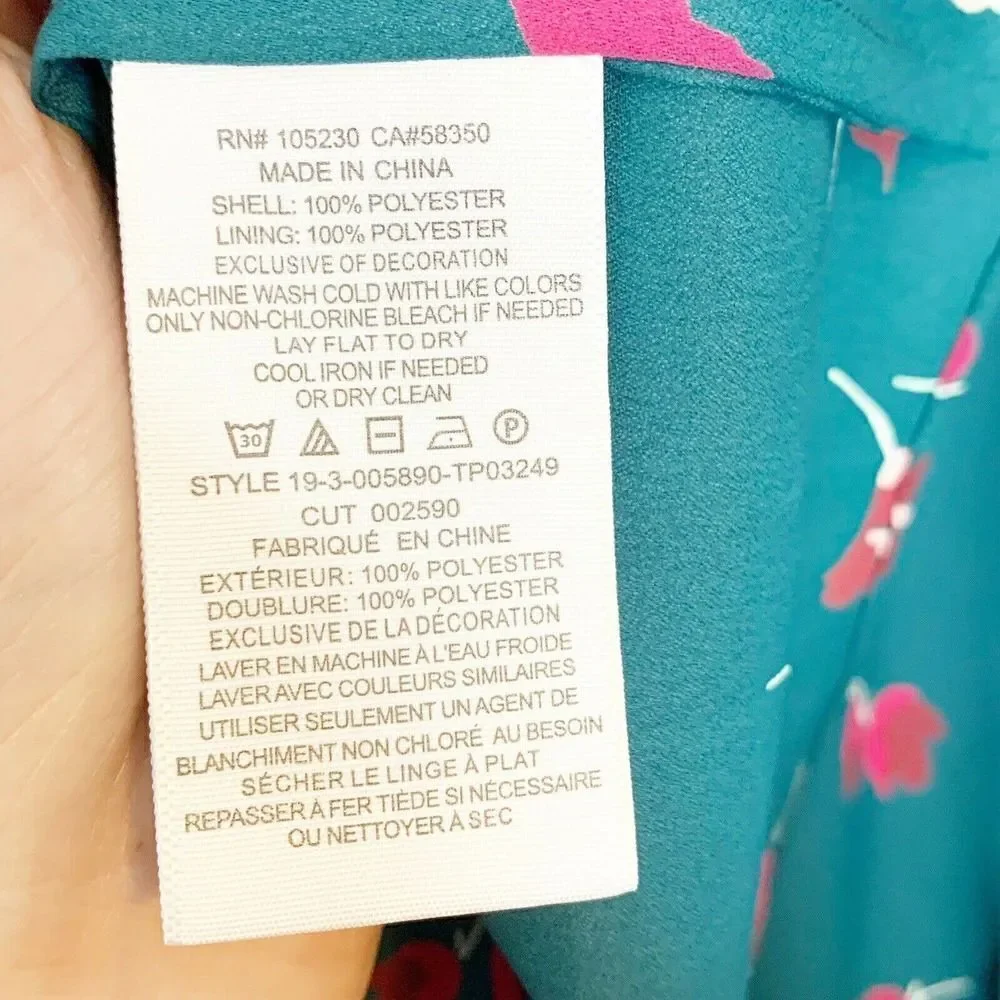 RN# 105230 CA#58350
MADE IN CHINA
SHELL: 100% POLYESTER
LINING: 100% POLYESTER
EXCLUSIVE OF DECORATION
MACHINE WASH COLD WITH LIKE COLORS
ONLY NON-CHLORINE BLEACH IF NEEDED
LAY FLAT TO DRY
COOL IRON IF NEEDED
OR DRY CLEAN
30 P
STYLE 19-3-005890-TP03249
CUT 002590
FABRIQUÉ EN CHINE
EXTÉRIEUR: 100% POLYESTER
DOUBLURE: 100% POLYESTER
EXCLUSIVE DE LA DÉCORATION
LAVER EN MACHINE À L'EAU FROIDE
LAVER AVEC COULEURS SIMILAIRES
UTILISER SEULEMENT UN AGENT DE
BLANCHIMENT NON CHLORÉ AU BESOIN
SÉCHER LE LINGE À PLAT
REPASSER À FER TIÈDE SI NÉCESSAIRE
OU NETTOYER À SEC